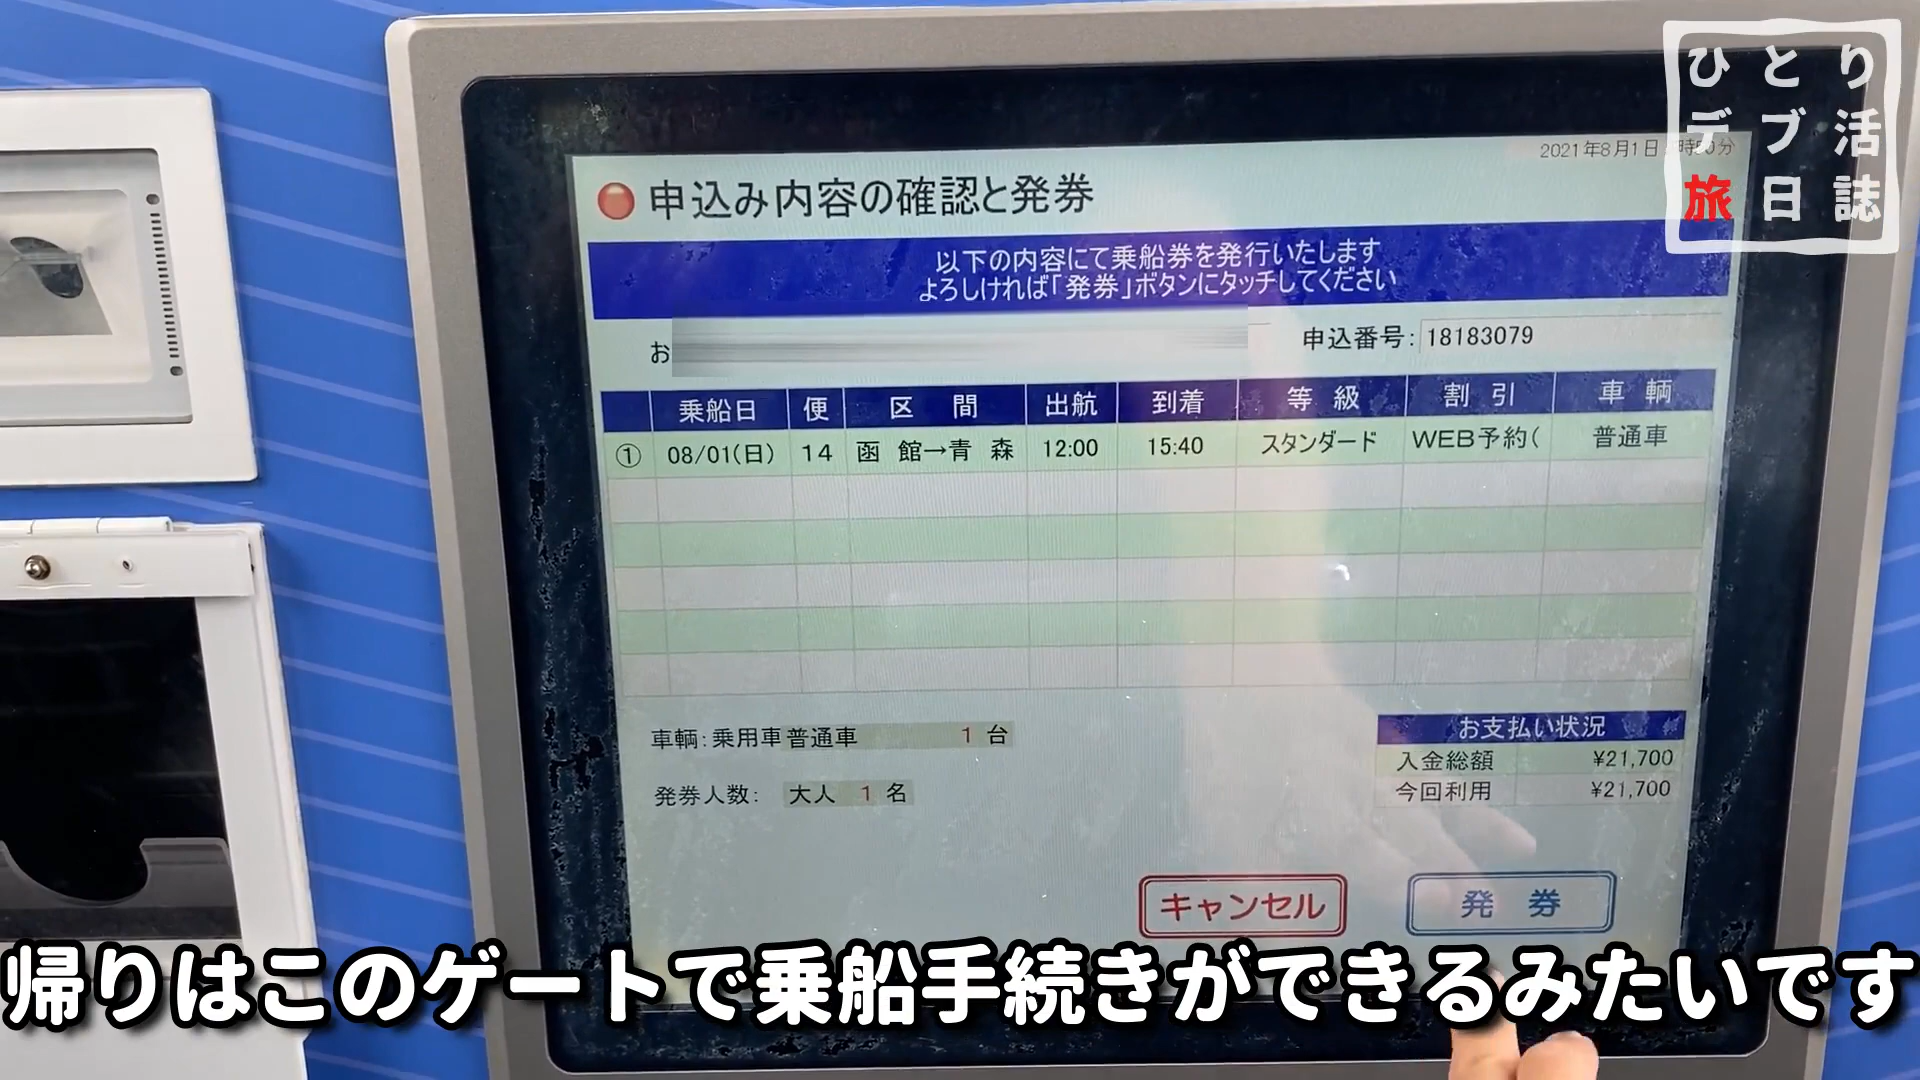 ひとり
デブ活
旅日誌
2021年8月1日
申込み内容の確認と発券
以下の内容にて乗船券を発行いたします
よろしければ「発券」ボタンにタッチしてください
お
申込番号: 18183079
乗船日 便 区 間 出航 到着 等 級 割 引 車 輌
① 08/01(日) 14 函 館→青 森 12:00 15:40 スタンダード WEB予約( 普通車
車輌:乗用車普通車 1 台
発券人数: 大人 1 名
お支払い状況
入金総額 ¥21,700
今回利用 ¥21,700
キャンセル
発 券
帰りはこのゲートで乗船手続きができるみたいです